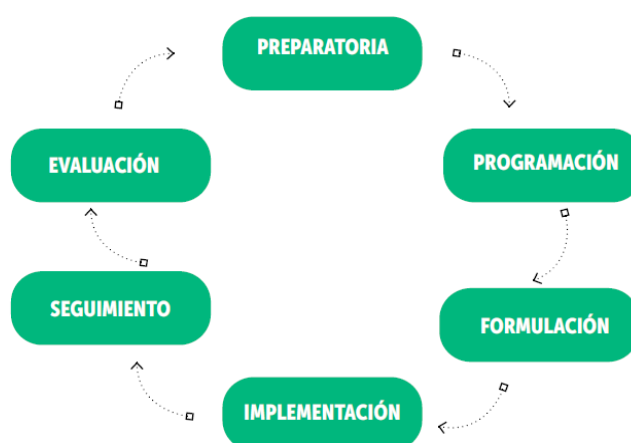 PREPARATORIA
PROGRAMACIÓN
FORMULACIÓN
IMPLEMENTACIÓN
SEGUIMIENTO
EVALUACIÓN